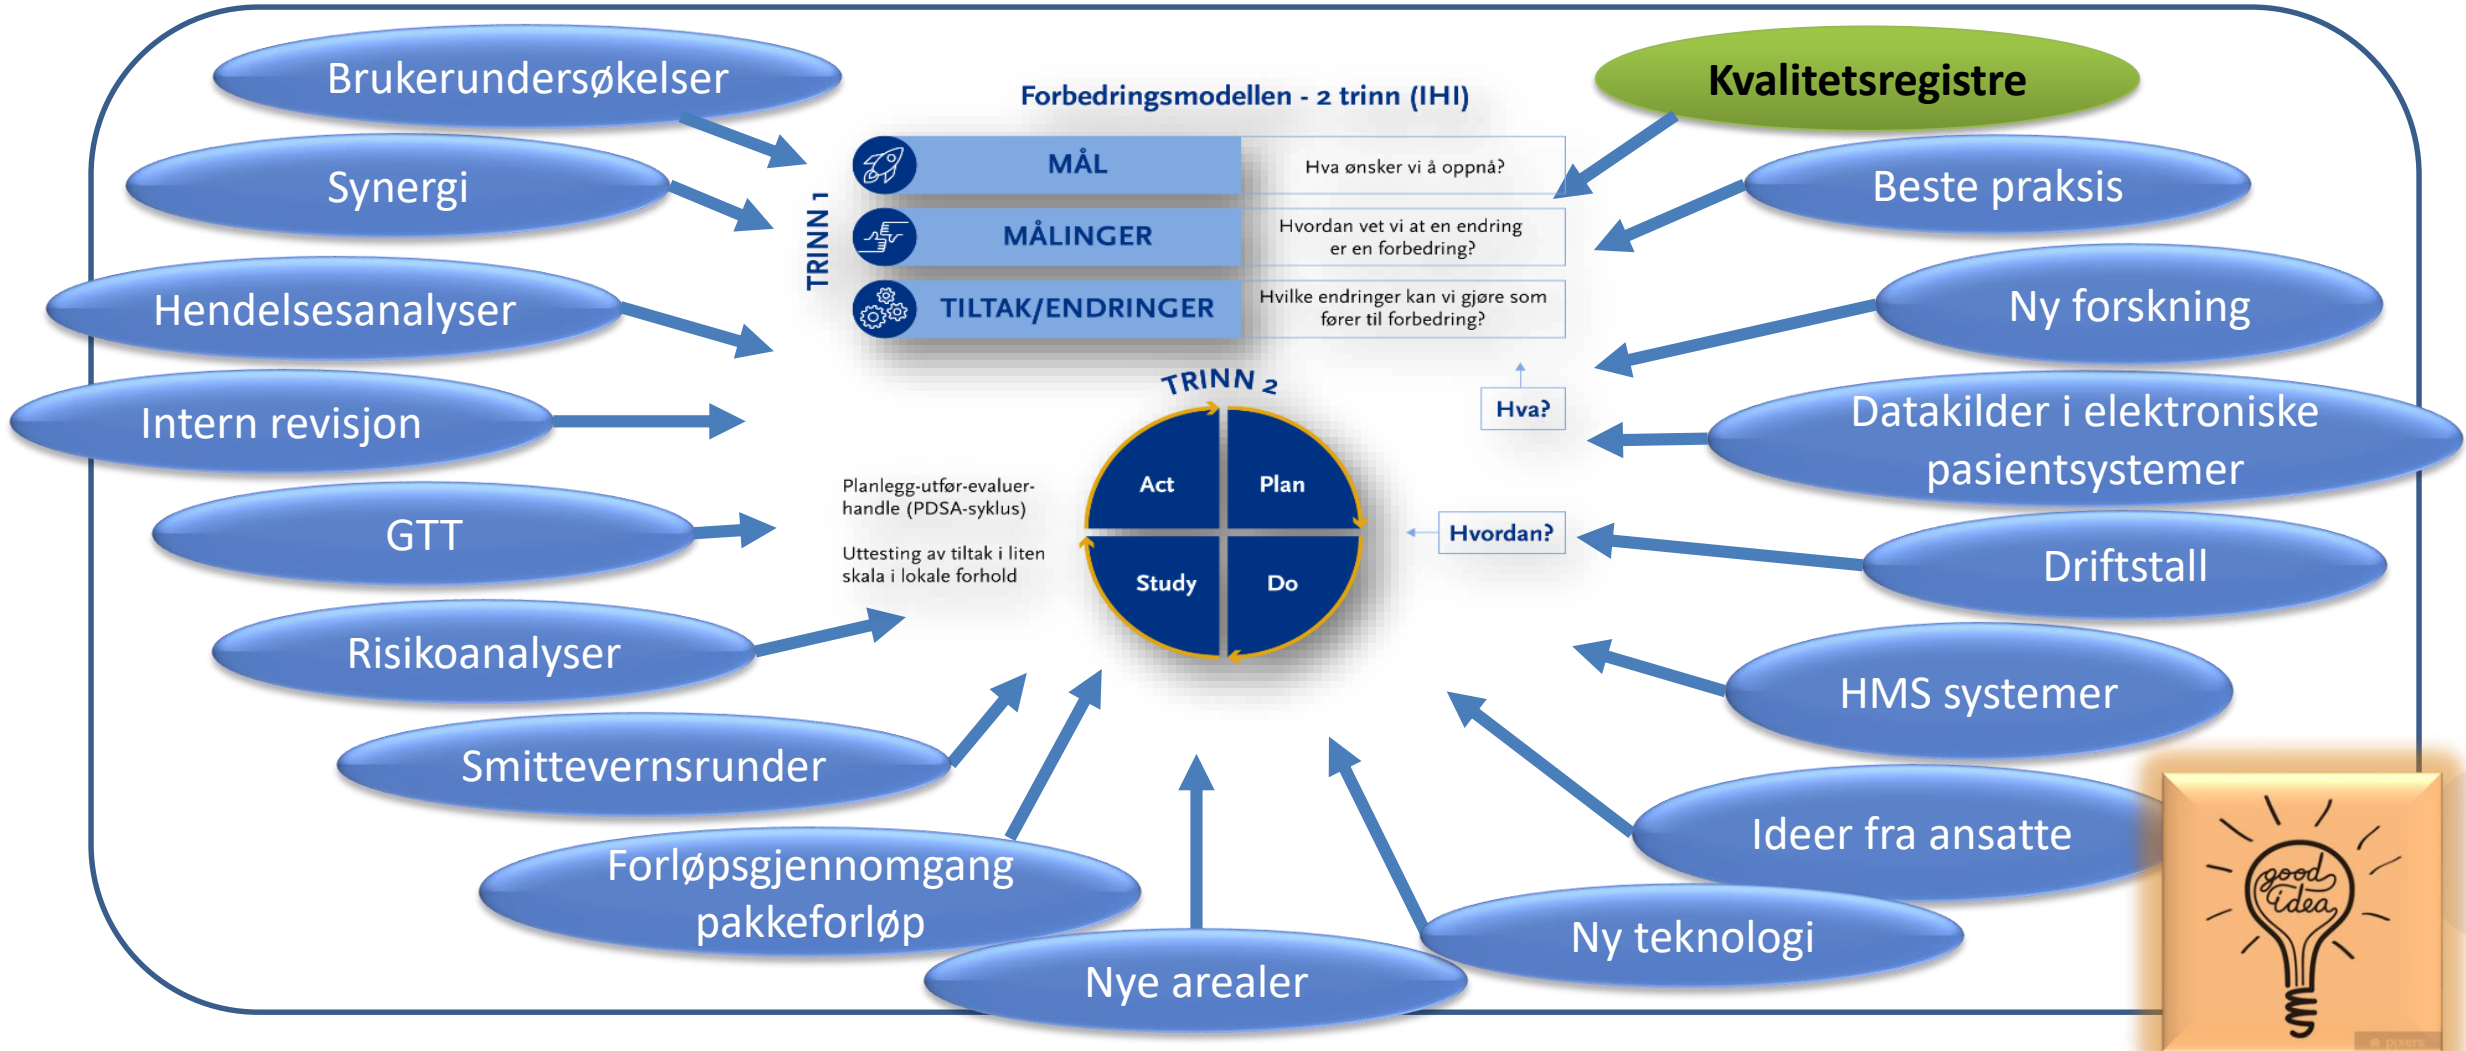 Brukerundersøkelser
Synergi
Hendelsesanalyser
Intern revisjon
GTT
Risikoanalyser
Smittevernsrunder
Forløpsgjennomgang
pakkeforløp
Nye arealer
Ny teknologi
Ideer fra ansatte
HMS systemer
Driftstall
Datakilder i elektroniske
pasientsystemer
Ny forskning
Beste praksis
Kvalitetsregistre
Forbedringsmodellen - 2 trinn (IHI)
TRINN 1
MÅL
Hva ønsker vi å oppnå?
MÅLINGER
Hvordan vet vi at en endring
er en forbedring?
TILTAK/ENDRINGER
Hvilke endringer kan vi gjøre som
fører til forbedring?
TRINN 2
Hva?
Act
Plan
Study
Do
Hvordan?
Planlegg-utfør-evaluer-
handle (PDSA-syklus)
Uttesting av tiltak i liten
skala i lokale forhold
good
idea
pixers